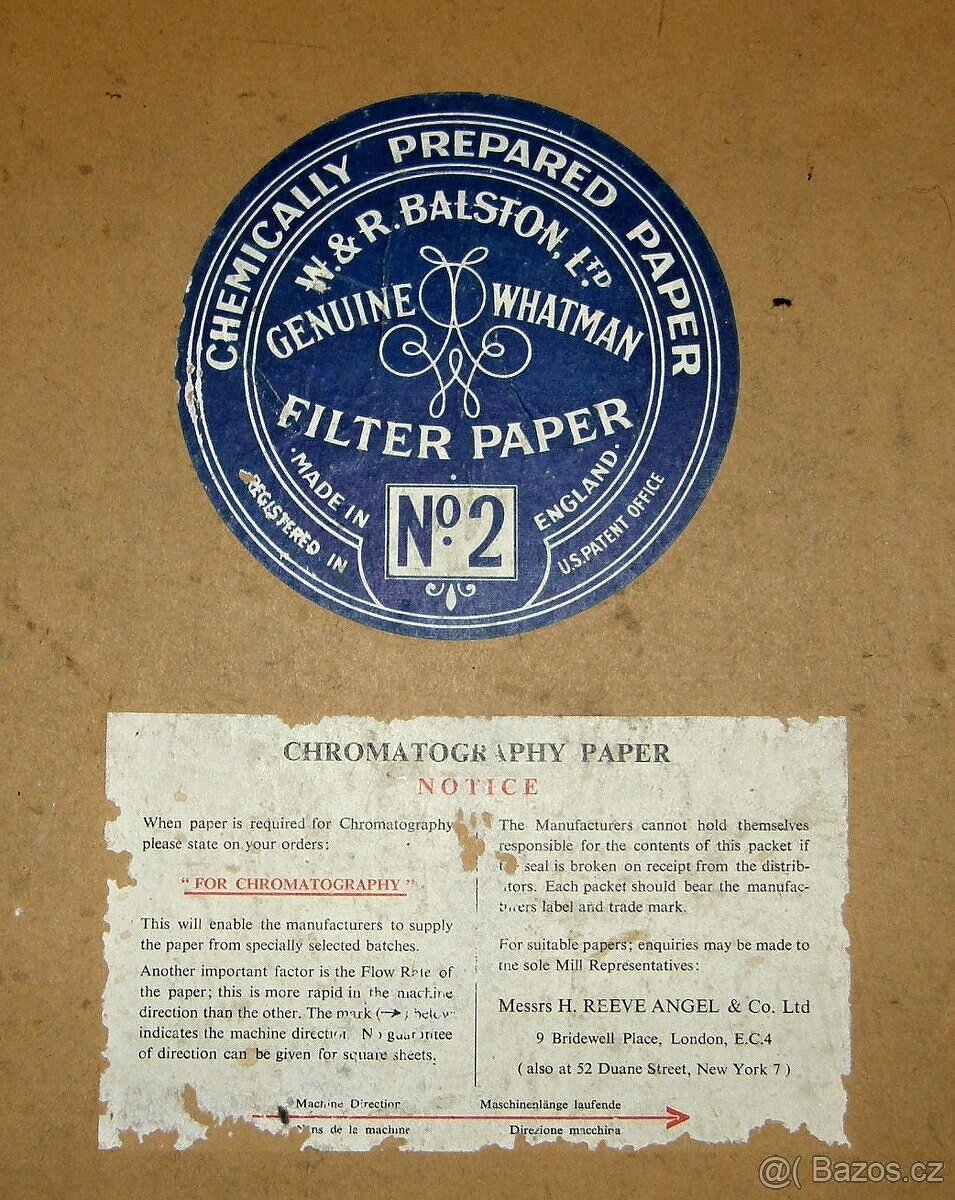 CHEMICALLY PREPARED PAPER
W. & R. BALSTON, LTD.
GENUINE WHATMAN
FILTER PAPER
·MADE IN ENGLAND·
No. 2
REGISTERED IN U.S. PATENT OFFICE
CHROMATOGRAPHY PAPER
NOTICE
When paper is required for Chromatography
please state on your orders:
“FOR CHROMATOGRAPHY”
This will enable the manufacturers to supply
the paper from specially selected batches.
Another important factor is the Flow Rate of
the paper; this is more rapid in the machine
direction than the other. The mark (→) below
indicates the machine direction. No guarantee
of direction can be given for square sheets.
The Manufacturers cannot hold themselves
responsible for the contents of this packet if
seal is broken on receipt from the distrib-
utors. Each packet should bear the manufac-
turers label and trade mark.
For suitable papers; enquiries may be made to
the sole Mill Representatives:
Messrs H. REEVE ANGEL & Co. Ltd
9 Bridewell Place, London, E.C.4
(also at 52 Duane Street, New York 7)
Machine Direction Maschinenlänge laufende
de la machine Direzione macchina
@( Bazos.cz